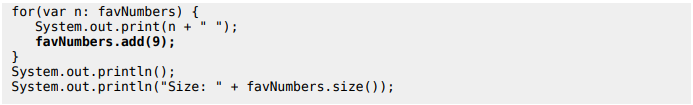 for(var n: favNumbers) {
   System.out.print(n + " ");
   favNumbers.add(9);
}
System.out.println();
System.out.println("Size: " + favNumbers.size());